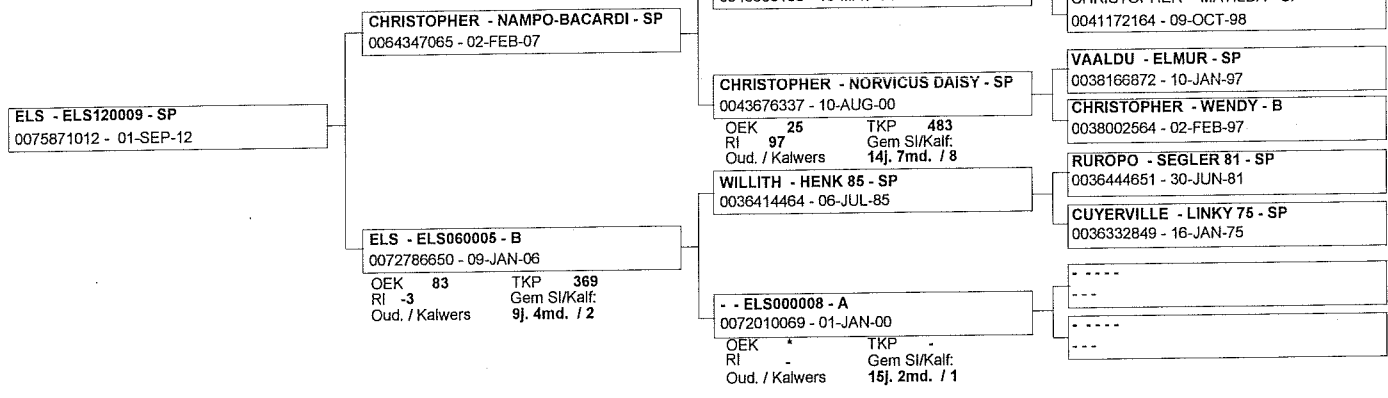 ELS - ELS120009 - SP
0075871012 - 01-SEP-12
CHRISTOPHER - NAMPO-BACARDI - SP
0064347065 - 02-FEB-07
ELS - ELS060005 - B
0072786650 - 09-JAN-06
OEK 83 TKP 369
RI -3 Gem SI/Kalf:
Oud. / Kalwers 9j. 4md. / 2
CHRISTOPHER - NORVICUS DAISY - SP
0043676337 - 10-AUG-00
OEK 25 TKP 483
RI 97 Gem SI/Kalf:
Oud. / Kalwers 14j. 7md. / 8
WILLITH - HENK 85 - SP
0036414464 - 06-JUL-85
- - ELS000008 - A
0072010069 - 01-JAN-00
OEK * TKP -
RI - Gem SI/Kalf:
Oud. / Kalwers 15j. 2md. / 1
0041172164 - 09-OCT-98
VAALDU - ELMUR - SP
0038166872 - 10-JAN-97
CHRISTOPHER - WENDY - B
0038002564 - 02-FEB-97
RUROPO - SEGLER 81 - SP
0036444651 - 30-JUN-81
CUYERVILLE - LINKY 75 - SP
0036332849 - 16-JAN-75
- - - - -
- - -
- - - - -
- - -